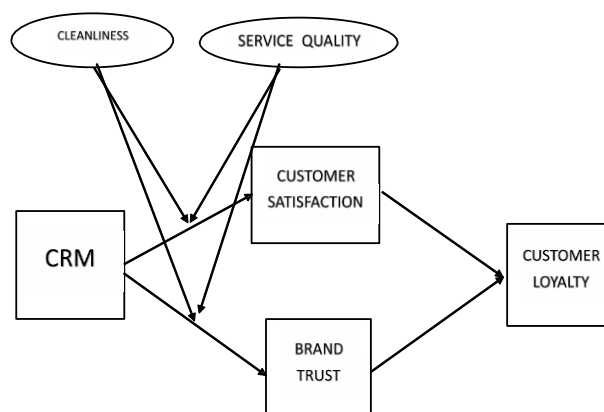 CLEANLINESS
SERVICE QUALITY
CUSTOMER
SATISFACTION
CRM
CUSTOMER
LOYALTY
BRAND
TRUST